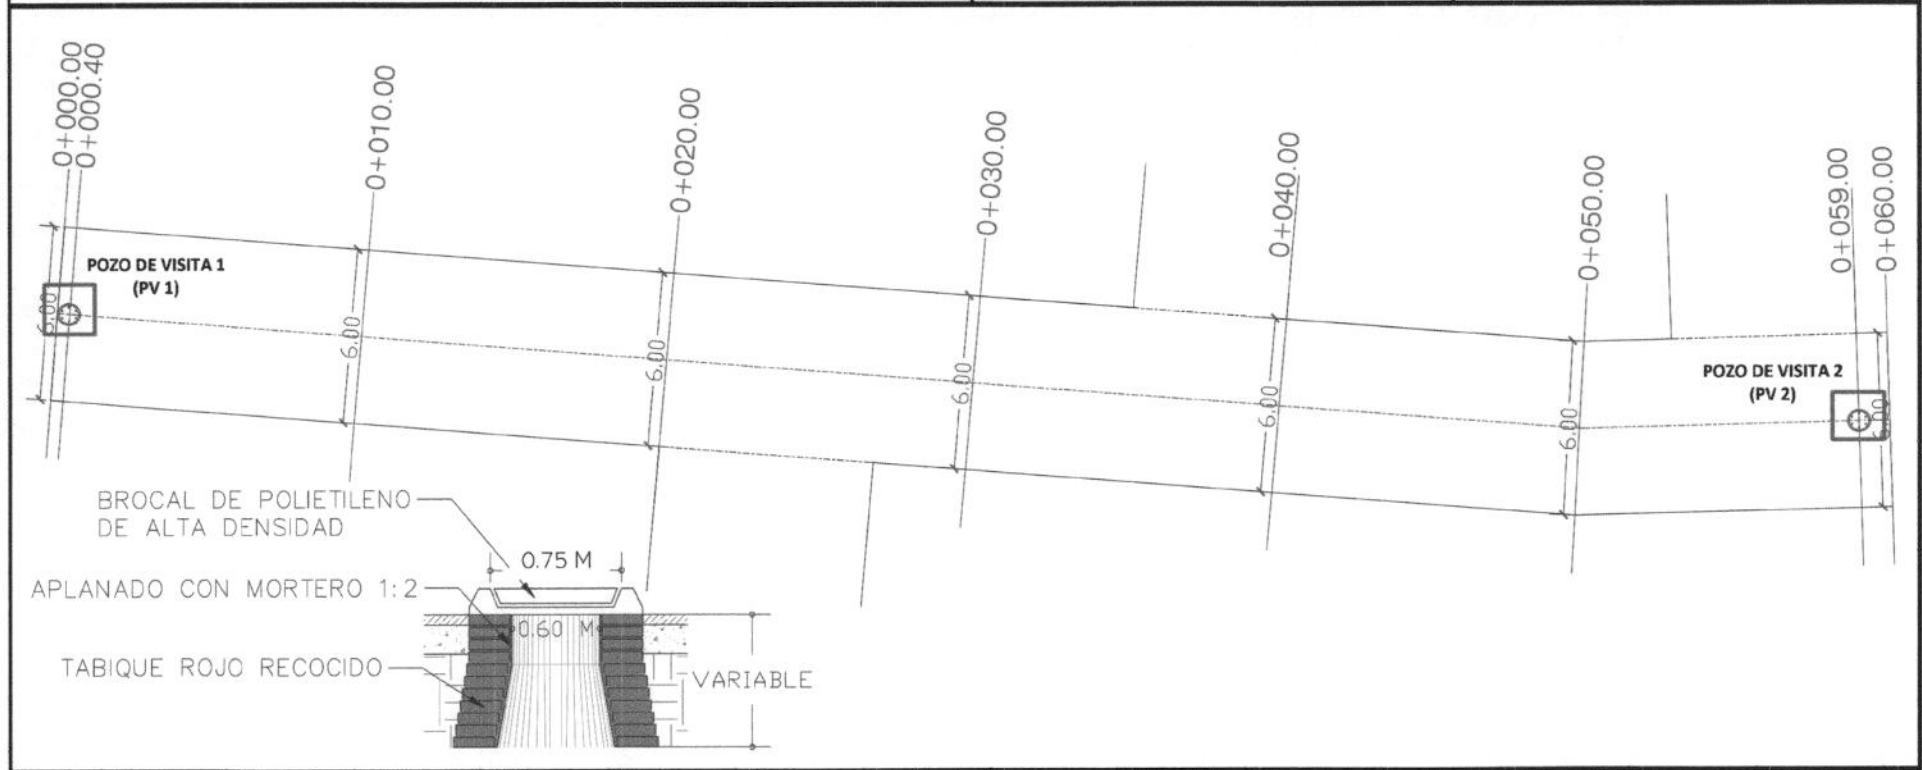 0+000.00
0+000.40
0+010.00
0+020.00
0+030.00
0+040.00
0+050.00
0+059.00
0+060.00
POZO DE VISITA 1
(PV 1)
6.00
6.00
6.00
6.00
6.00
6.00
6.00
POZO DE VISITA 2
(PV 2)
BROCAL DE POLIETILENO
DE ALTA DENSIDAD
0.75 M
APLANADO CON MORTERO 1:2
0.60 M
TABIQUE ROJO RECOCIDO
VARIABLE